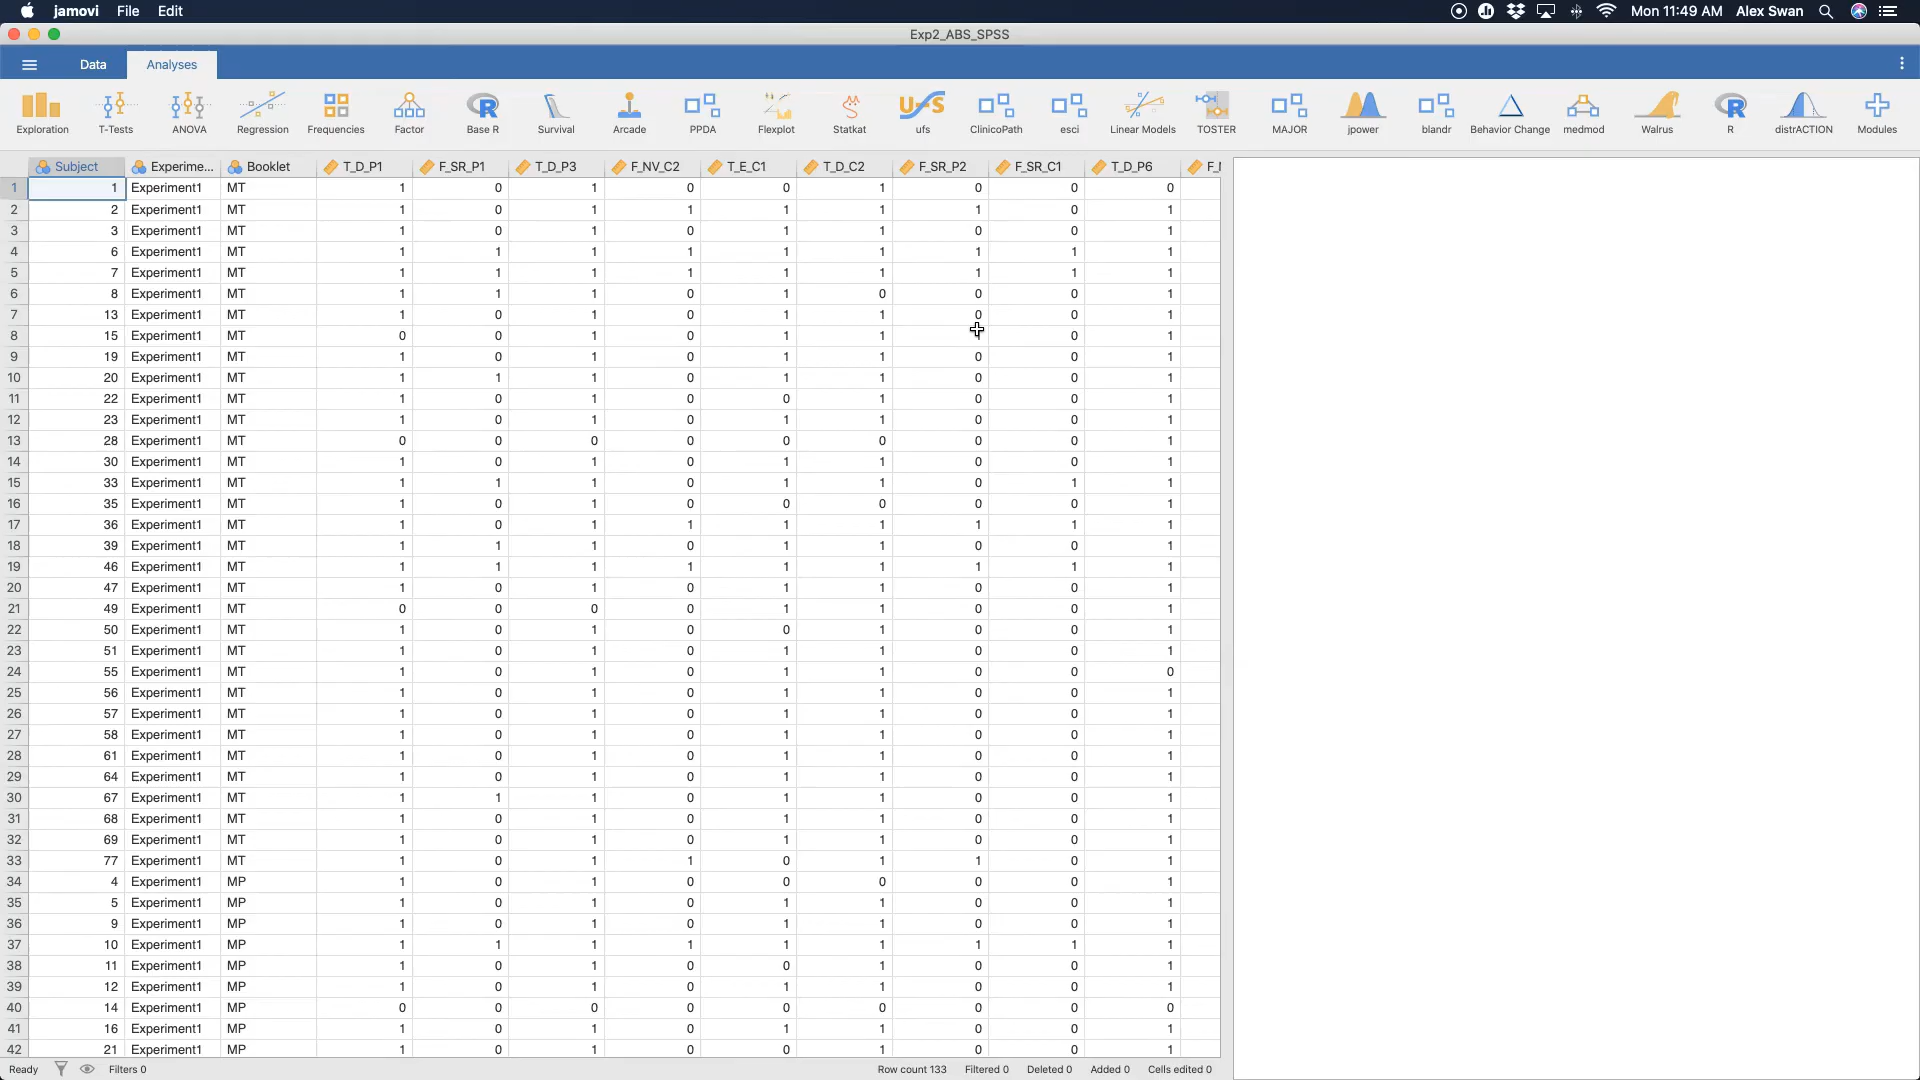 jamovi File Edit Mon 11:49 AM Alex Swan
Exp2_ABS_SPSS
Data Analyses
Exploration T-Tests ANOVA Regression Frequencies Factor Base R Survival Arcade PPDA Flexplot Statkat ufs ClinicoPath esci Linear Models TOSTER MAJOR jpower blandr Behavior Change medmod Walrus R distrACTION Modules
Subject Experime... Booklet T_D_P1 F_SR_P1 T_D_P3 F_NV_C2 T_E_C1 T_D_C2 F_SR_P2 F_SR_C1 T_D_P6
1 1 Experiment1 MT 1 0 1 0 0 1 0 0 0
2 2 Experiment1 MT 1 0 1 1 1 1 1 0 1
3 3 Experiment1 MT 1 0 1 0 1 1 0 0 1
4 6 Experiment1 MT 1 1 1 1 1 1 1 1 1
5 7 Experiment1 MT 1 1 1 1 1 1 1 1 1
6 8 Experiment1 MT 1 1 1 0 1 0 0 0 1
7 13 Experiment1 MT 1 0 1 0 1 1 0 0 1
8 15 Experiment1 MT 0 0 1 0 1 1 0 1
9 19 Experiment1 MT 1 0 1 0 1 1 0 0 1
10 20 Experiment1 MT 1 1 1 0 1 1 0 0 1
11 22 Experiment1 MT 1 0 1 0 0 1 0 0 1
12 23 Experiment1 MT 1 0 1 0 1 1 0 0 1
13 28 Experiment1 MT 0 0 0 0 0 0 0 0 1
14 30 Experiment1 MT 1 0 1 0 1 1 0 0 1
15 33 Experiment1 MT 1 1 1 0 1 1 0 1 1
16 35 Experiment1 MT 1 0 1 0 0 0 0 0 1
17 36 Experiment1 MT 1 0 1 1 1 1 1 1 1
18 39 Experiment1 MT 1 1 1 0 1 1 0 0 1
19 46 Experiment1 MT 1 1 1 1 1 1 1 1 1
20 47 Experiment1 MT 1 0 1 0 1 1 0 0 1
21 49 Experiment1 MT 0 0 0 0 1 1 0 0 1
22 50 Experiment1 MT 1 0 1 0 0 1 0 0 1
23 51 Experiment1 MT 1 0 1 0 1 1 0 0 1
24 55 Experiment1 MT 1 0 1 0 1 1 0 0 0
25 56 Experiment1 MT 1 0 1 0 1 1 0 0 1
26 57 Experiment1 MT 1 0 1 0 1 1 0 0 1
27 58 Experiment1 MT 1 0 1 0 1 1 0 0 1
28 61 Experiment1 MT 1 0 1 0 1 1 0 0 1
29 64 Experiment1 MT 1 0 1 0 1 1 0 0 1
30 67 Experiment1 MT 1 1 1 0 1 1 0 0 1
31 68 Experiment1 MT 1 0 1 0 1 1 0 0 1
32 69 Experiment1 MT 1 0 1 0 1 1 0 0 1
33 77 Experiment1 MT 1 0 1 1 0 1 1 0 1
34 4 Experiment1 MP 1 0 1 0 0 0 0 0 1
35 5 Experiment1 MP 1 0 1 0 1 1 0 0 1
36 9 Experiment1 MP 1 0 1 0 1 1 0 0 1
37 10 Experiment1 MP 1 1 1 1 1 1 1 1 1
38 11 Experiment1 MP 1 0 1 0 0 1 0 0 1
39 12 Experiment1 MP 1 0 1 0 1 1 0 0 1
40 14 Experiment1 MP 0 0 0 0 0 0 0 0 0
41 16 Experiment1 MP 1 0 1 0 1 1 0 0 1
42 21 Experiment1 MP 1 0 1 0 0 1 0 0 1
Ready Filters 0 Row count 133 Filtered 0 Deleted 0 Added 0 Cells edited 0